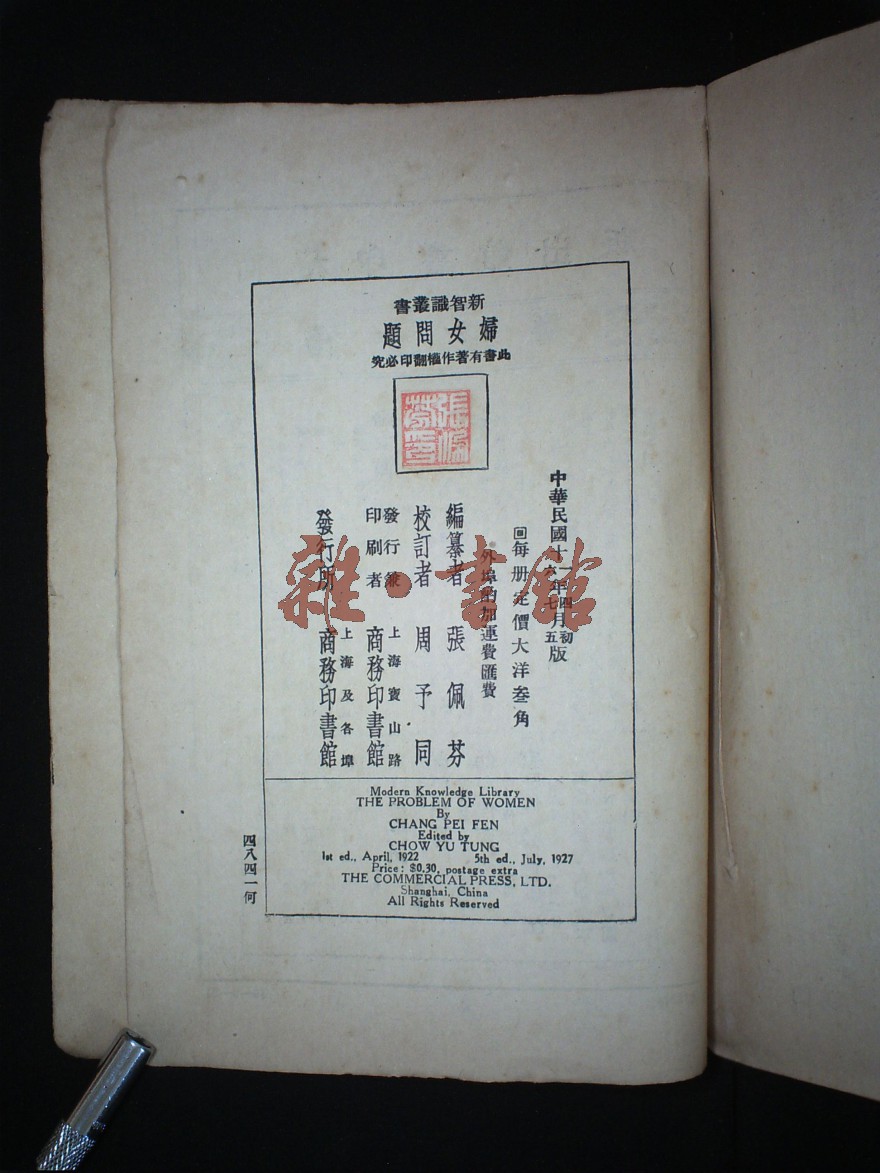 新智識叢書
婦女問題
此書有著作權翻印必究
張佩芬印
中華民國十一年四月初版
六 七 五
回每册定價大洋叁角
外埠酌加運費匯費
編纂者 張佩芬
校訂者 周予同
發行兼印刷者 上海寶山路 商務印書館
發行所 上海及各埠 商務印書館
雜·書館
Modern Knowledge Library
THE PROBLEM OF WOMEN
By
CHANG PEI FEN
Edited by
CHOW YU TUNG
1st ed., April, 1922 5th ed., July, 1927
Price: $0.30, postage extra
THE COMMERCIAL PRESS, LTD.
Shanghai, China
All Rights Reserved
四八四一何